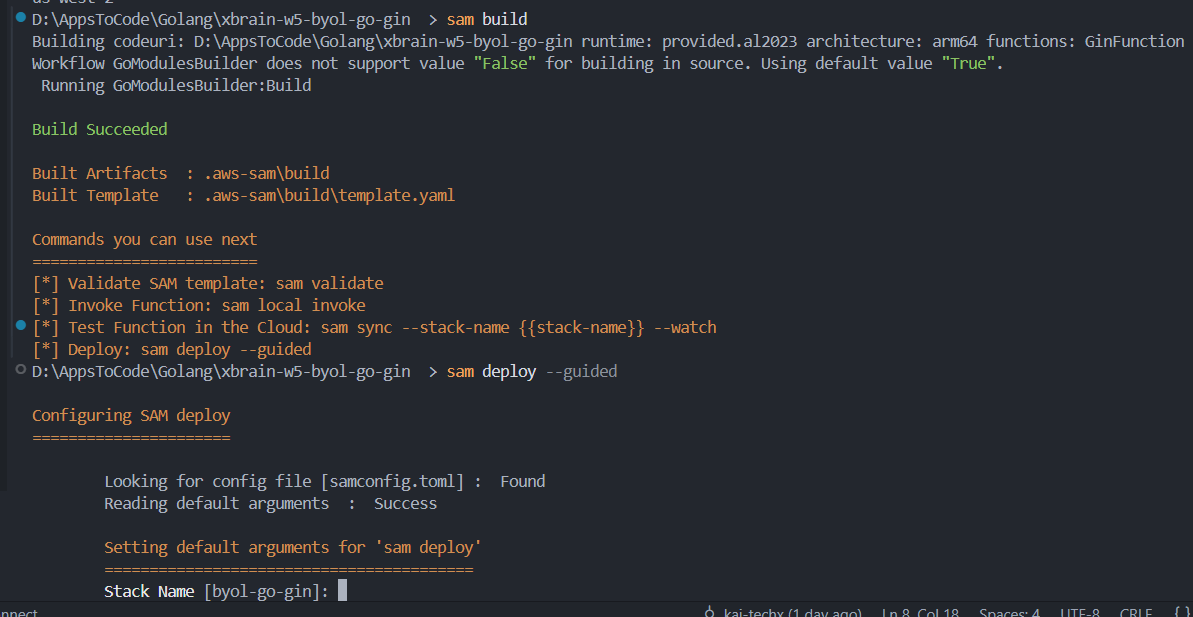 us-west-2
D:\AppsToCode\Golang\xbrain-w5-byol-go-gin > sam build
Building codeuri: D:\AppsToCode\Golang\xbrain-w5-byol-go-gin runtime: provided.al2023 architecture: arm64 functions: GinFunction
Workflow GoModulesBuilder does not support value "False" for building in source. Using default value "True".
Running GoModulesBuilder:Build
Build Succeeded
Built Artifacts : .aws-sam\build
Built Template : .aws-sam\build\template.yaml
Commands you can use next
=========================
[*] Validate SAM template: sam validate
[*] Invoke Function: sam local invoke
[*] Test Function in the Cloud: sam sync --stack-name {{stack-name}} --watch
[*] Deploy: sam deploy --guided
D:\AppsToCode\Golang\xbrain-w5-byol-go-gin > sam deploy --guided
Configuring SAM deploy
======================
Looking for config file [samconfig.toml] : Found
Reading default arguments : Success
Setting default arguments for 'sam deploy'
=========================================
Stack Name [byol-go-gin]:
nnect kai-techx (1 day ago) Ln 8, Col 18 Spaces: 4 UTF-8 CRLF { }